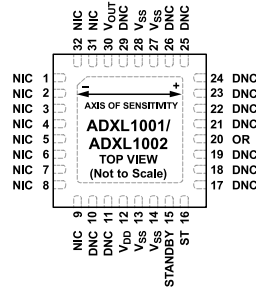 32 NIC
31 NIC
30 VOUT
29 DNC
28 VSS
27 VSS
26 DNC
25 DNC
NIC 1
NIC 2
NIC 3
NIC 4
NIC 5
NIC 6
NIC 7
NIC 8
– +
AXIS OF SENSITIVITY
ADXL1001/
ADXL1002
TOP VIEW
(Not to Scale)
24 DNC
23 DNC
22 DNC
21 DNC
20 OR
19 DNC
18 DNC
17 DNC
NIC 9
DNC 10
DNC 11
VDD 12
VSS 13
VSS 14
STANDBY 15
ST 16